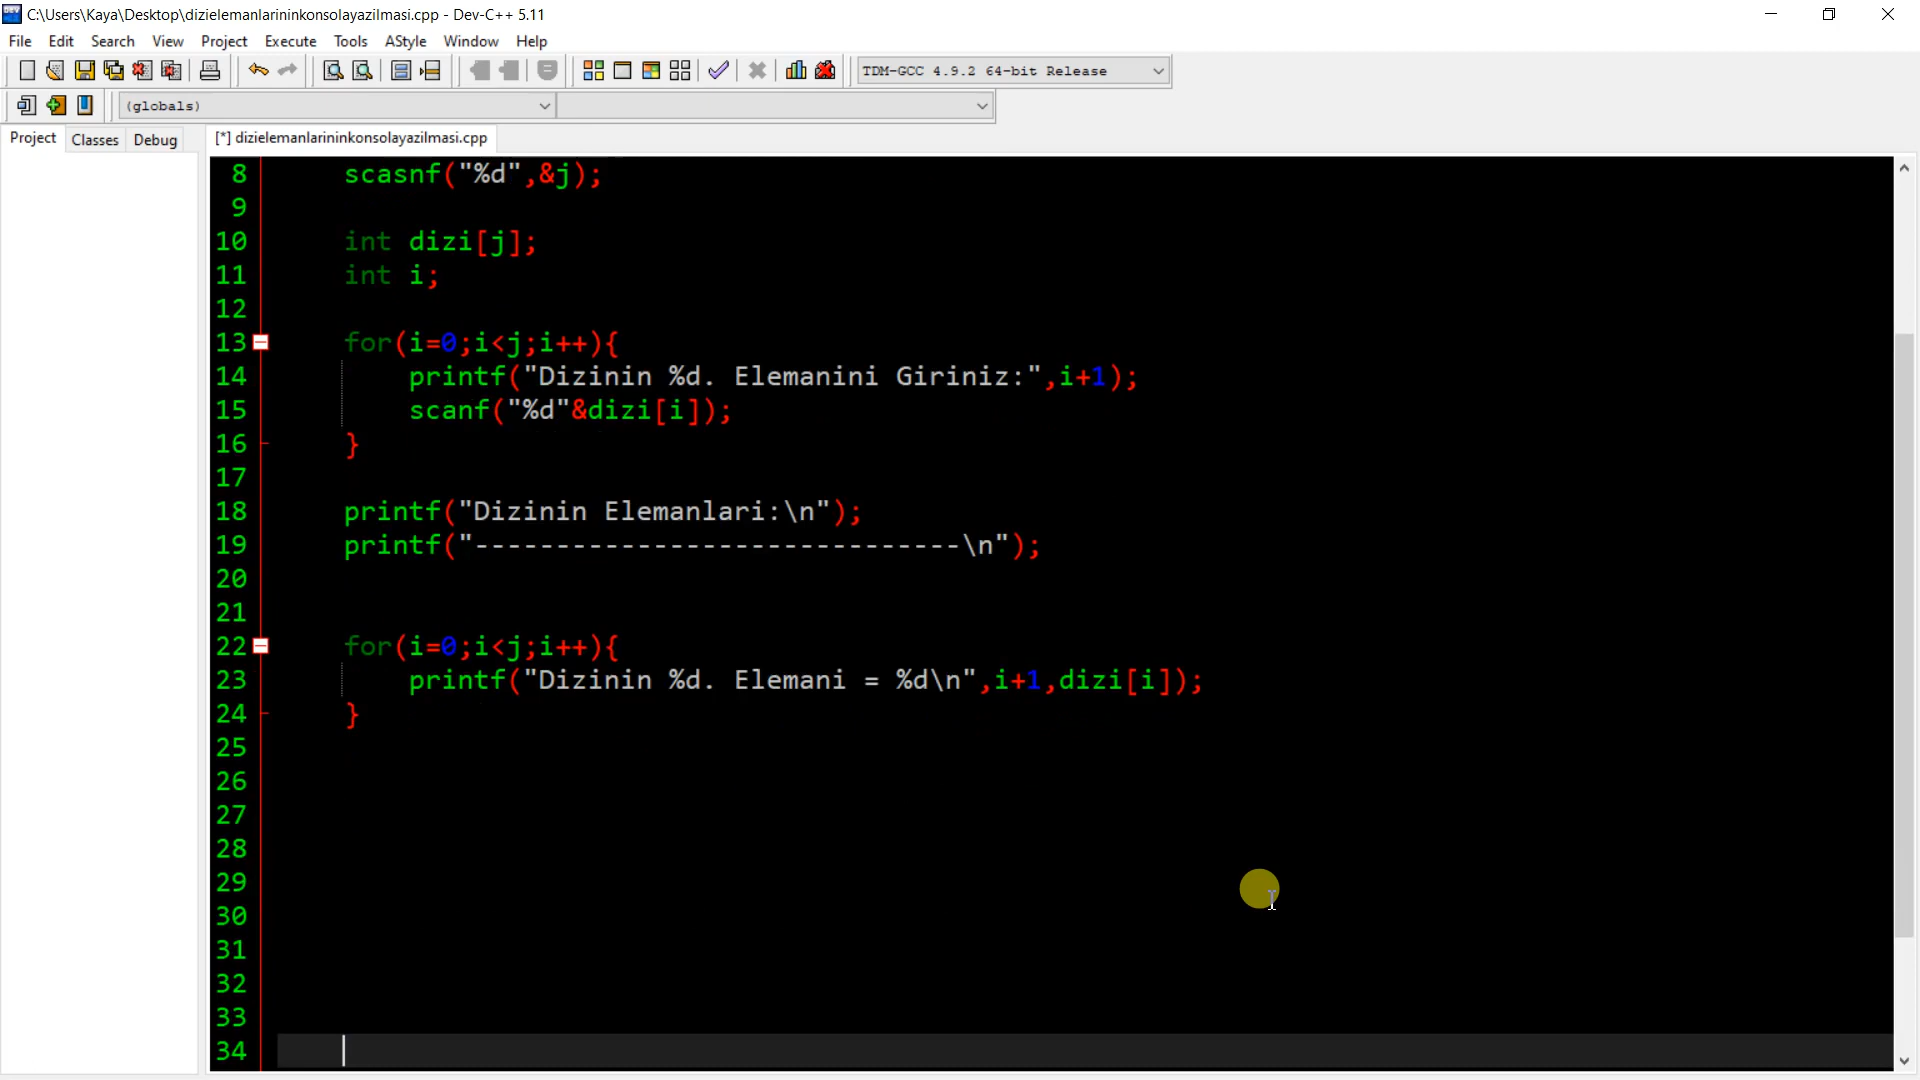 C:\Users\Kaya\Desktop\dizielemanlarininkonsolayazilmasi.cpp - Dev-C++ 5.11
File Edit Search View Project Execute Tools AStyle Window Help
TDM-GCC 4.9.2 64-bit Release
(globals)
Project Classes Debug [*] dizielemanlarininkonsolayazilmasi.cpp
8 scasnf("%d",&j);
9
10 int dizi[j];
11 int i;
12
13 for(i=0;i<j;i++){
14 printf("Dizinin %d. Elemanini Giriniz:",i+1);
15 scanf("%d"&dizi[i]);
16 }
17
18 printf("Dizinin Elemanlari:\n");
19 printf("------------------------------\n");
20
21
22 for(i=0;i<j;i++){
23 printf("Dizinin %d. Elemani = %d\n",i+1,dizi[i]);
24 }
25
26
27
28
29
30
31
32
33
34